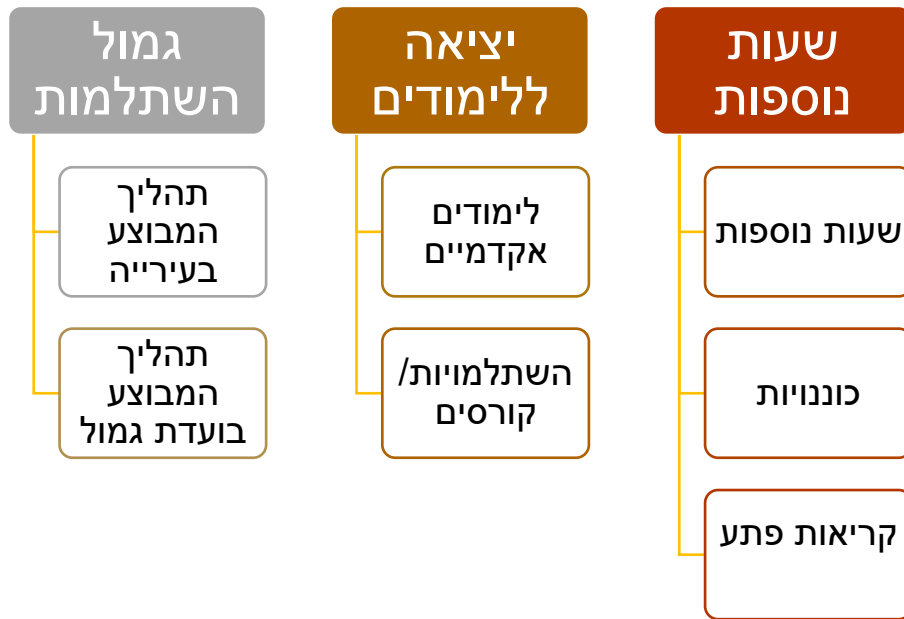 שעות
נוספות
שעות נוספות
כוננויות
קריאות פתע
יציאה
ללימודים
לימודים
אקדמיים
השתלמויות/
קורסים
גמול
השתלמות
תהליך
המבוצע
בעירייה
תהליך
המבוצע
בועדת גמול